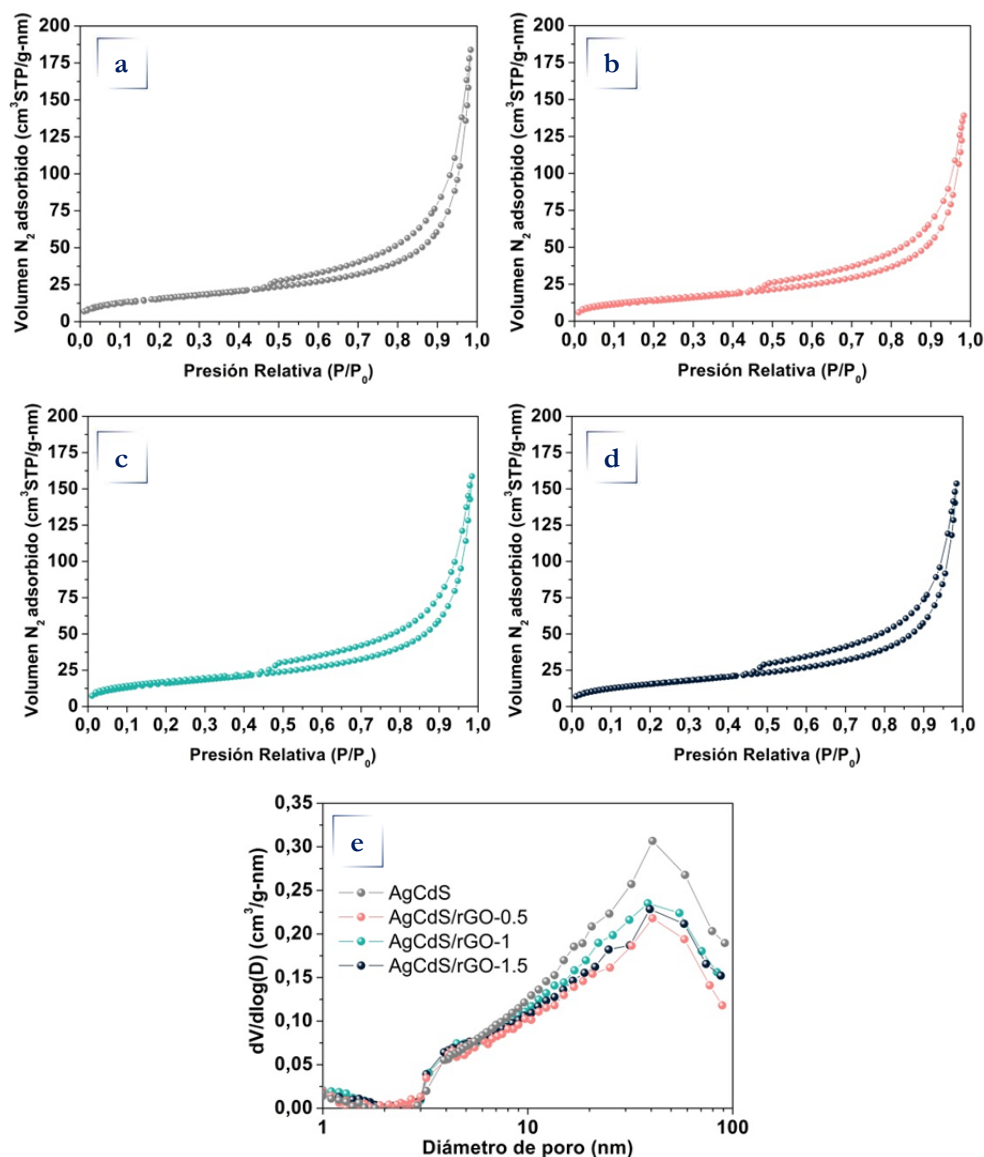 a
Volumen N₂ adsorbido (cm³STP/g-nm)
200
175
150
125
100
75
50
25
0
0,0 0,1 0,2 0,3 0,4 0,5 0,6 0,7 0,8 0,9 1,0
Presión Relativa (P/P₀)
b
Volumen N₂ adsorbido (cm³STP/g-nm)
200
175
150
125
100
75
50
25
0
0,0 0,1 0,2 0,3 0,4 0,5 0,6 0,7 0,8 0,9 1,0
Presión Relativa (P/P₀)
c
Volumen N₂ adsorbido (cm³STP/g-nm)
200
175
150
125
100
75
50
25
0
0,0 0,1 0,2 0,3 0,4 0,5 0,6 0,7 0,8 0,9 1,0
Presión Relativa (P/P₀)
d
Volumen N₂ adsorbido (cm³STP/g-nm)
200
175
150
125
100
75
50
25
0
0,0 0,1 0,2 0,3 0,4 0,5 0,6 0,7 0,8 0,9 1,0
Presión Relativa (P/P₀)
e
dV/dlog(D) (cm³/g-nm)
0,35
0,30
0,25
0,20
0,15
0,10
0,05
0,00
AgCdS
AgCdS/rGO-0.5
AgCdS/rGO-1
AgCdS/rGO-1.5
1 10 100
Diámetro de poro (nm)